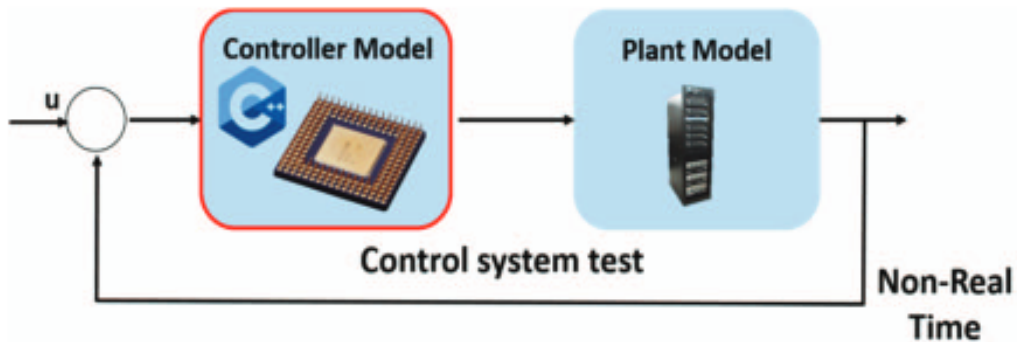 Controller Model
Plant Model
u
C++
Control system test
Non-Real
Time